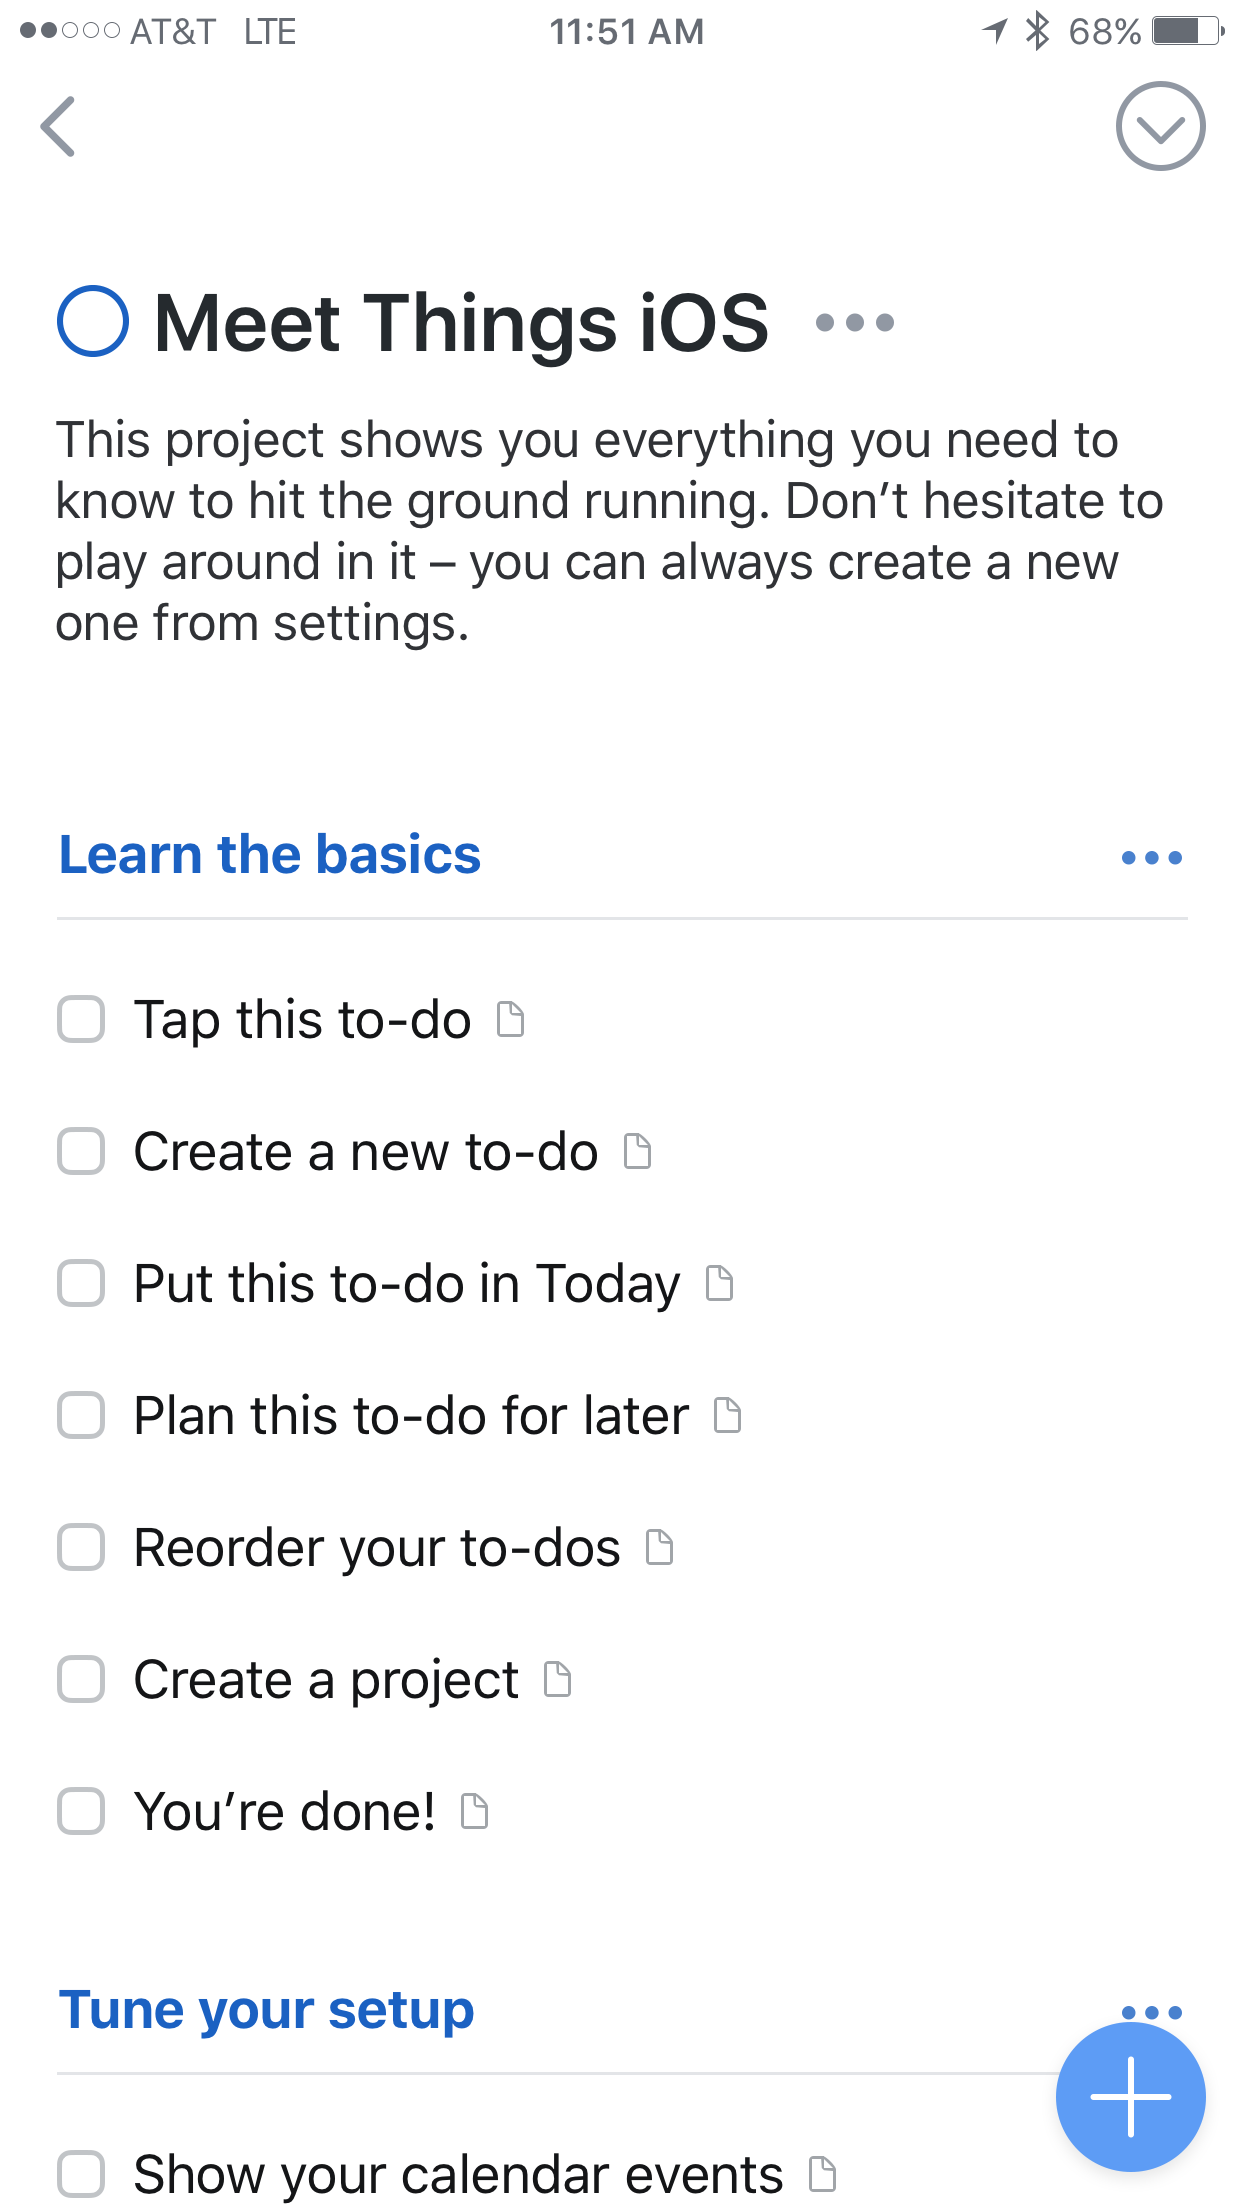 AT&T LTE 11:51 AM 68%
Meet Things iOS
This project shows you everything you need to
know to hit the ground running. Don’t hesitate to
play around in it – you can always create a new
one from settings.
Learn the basics
Tap this to-do
Create a new to-do
Put this to-do in Today
Plan this to-do for later
Reorder your to-dos
Create a project
You’re done!
Tune your setup
Show your calendar events